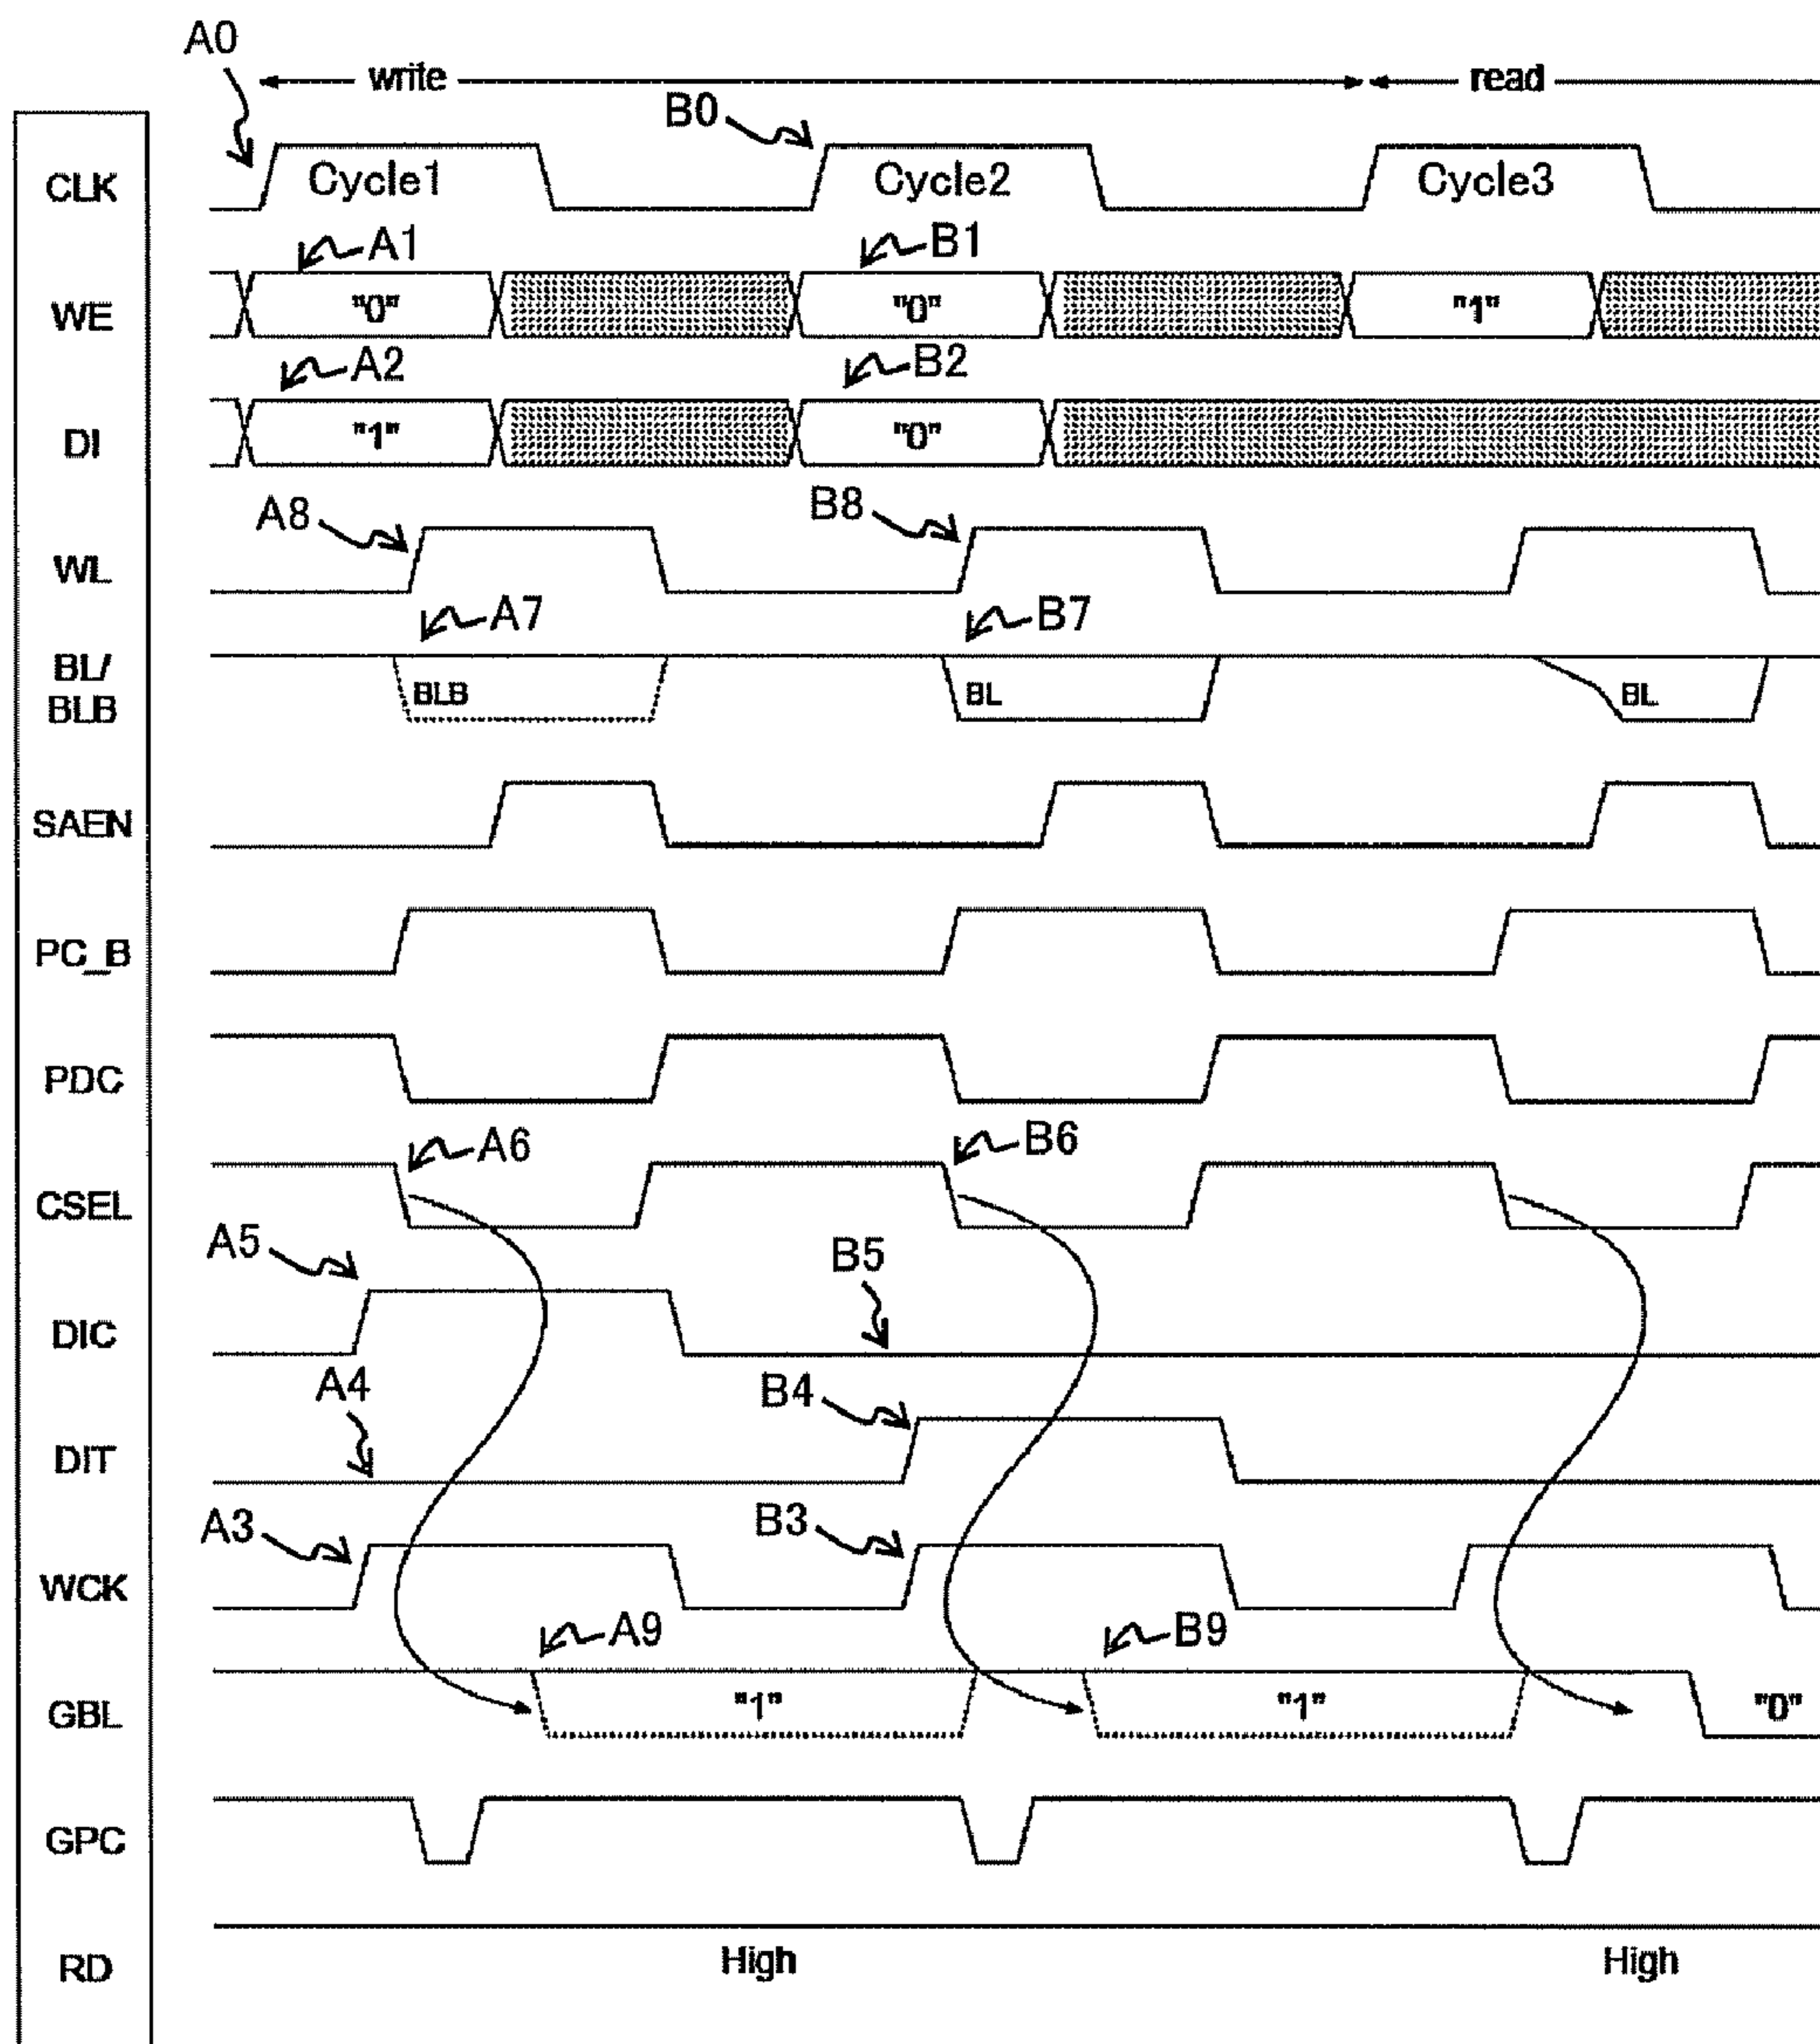 A0
write
read
B0
CLK
Cycle1
Cycle2
Cycle3
A1
B1
WE
"0"
"0"
"1"
A2
B2
DI
"1"
"0"
A8
B8
WL
A7
B7
BL/
BLB
BLB
BL
BL
SAEN
PC_B
PDC
A6
B6
CSEL
A5
B5
DIC
A4
B4
DIT
A3
B3
WCK
A9
B9
GBL
"1"
"1"
"0"
GPC
RD
High
High